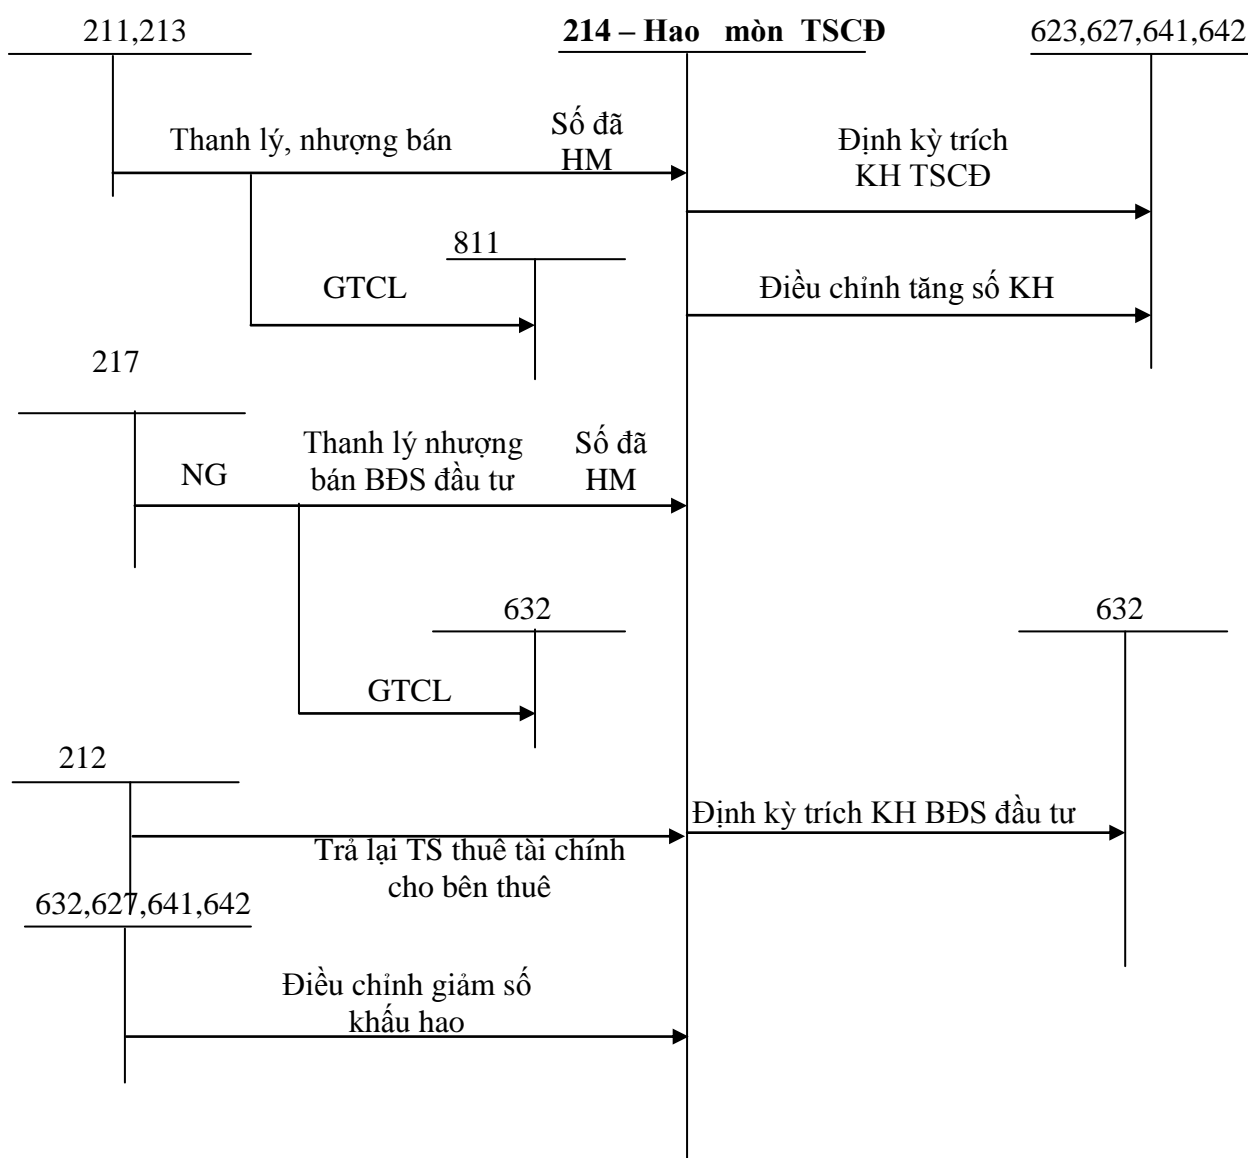 211,213
214 – Hao mòn TSCĐ
623,627,641,642
Thanh lý, nhượng bán
Số đã
HM
Định kỳ trích
KH TSCĐ
811
GTCL
Điều chỉnh tăng số KH
217
NG
Thanh lý nhượng
bán BĐS đầu tư
Số đã
HM
632
632
GTCL
212
Định kỳ trích KH BĐS đầu tư
Trả lại TS thuê tài chính
cho bên thuê
632,627,641,642
Điều chỉnh giảm số
khấu hao